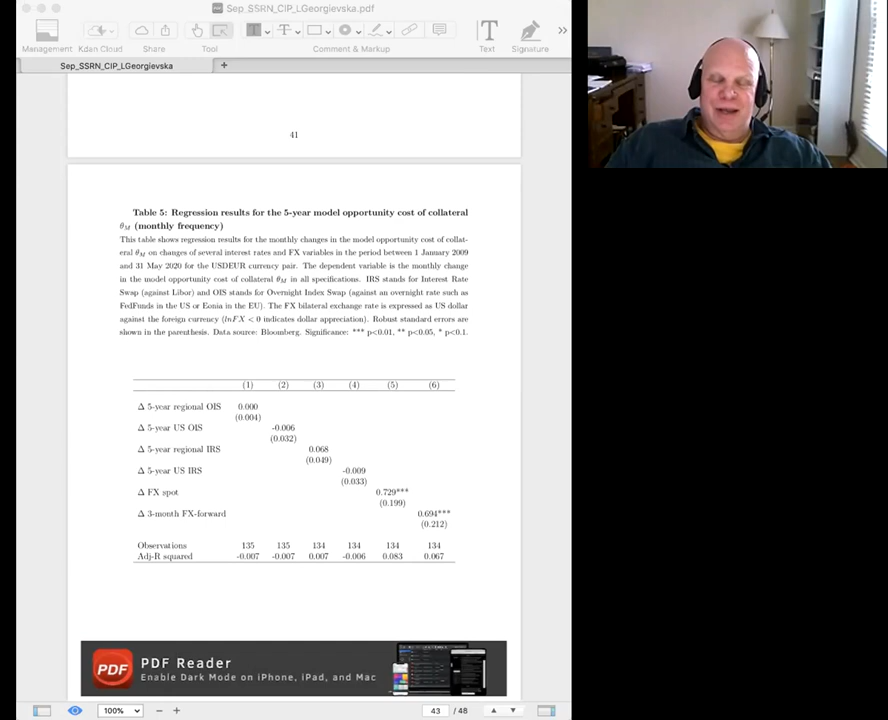 Sep_SSRN_CIP_LGeorgievska.pdf
Management Kdan Cloud Share Tool Comment & Markup Text Signature
Sep_SSRN_CIP_LGeorgievska
41
Table 5: Regression results for the 5-year model opportunity cost of collateral
θM (monthly frequency)
This table shows regression results for the monthly changes in the model opportunity cost of collat-
eral θM on changes of several interest rates and FX variables in the period between 1 January 2009
and 31 May 2020 for the USDEUR currency pair. The dependent variable is the monthly change
in the model opportunity cost of collateral θM in all specifications. IRS stands for Interest Rate
Swap (against Libor) and OIS stands for Overnight Index Swap (against an overnight rate such as
FedFunds in the US or Eonia in the EU). The FX bilateral exchange rate is expressed as US dollar
against the foreign currency (lnFX < 0 indicates dollar appreciation). Robust standard errors are
shown in the parenthesis. Data source: Bloomberg. Significance: *** p<0.01, ** p<0.05, * p<0.1.
(1) (2) (3) (4) (5) (6)
Δ 5-year regional OIS 0.000
(0.004)
Δ 5-year US OIS -0.006
(0.032)
Δ 5-year regional IRS 0.068
(0.049)
Δ 5-year US IRS -0.009
(0.033)
Δ FX spot 0.729***
(0.199)
Δ 3-month FX-forward 0.694***
(0.212)
Observations 135 135 134 134 134 134
Adj-R squared -0.007 -0.007 0.007 -0.006 0.083 0.067
PDF
PDF Reader
Enable Dark Mode on iPhone, iPad, and Mac
100% 43 / 48